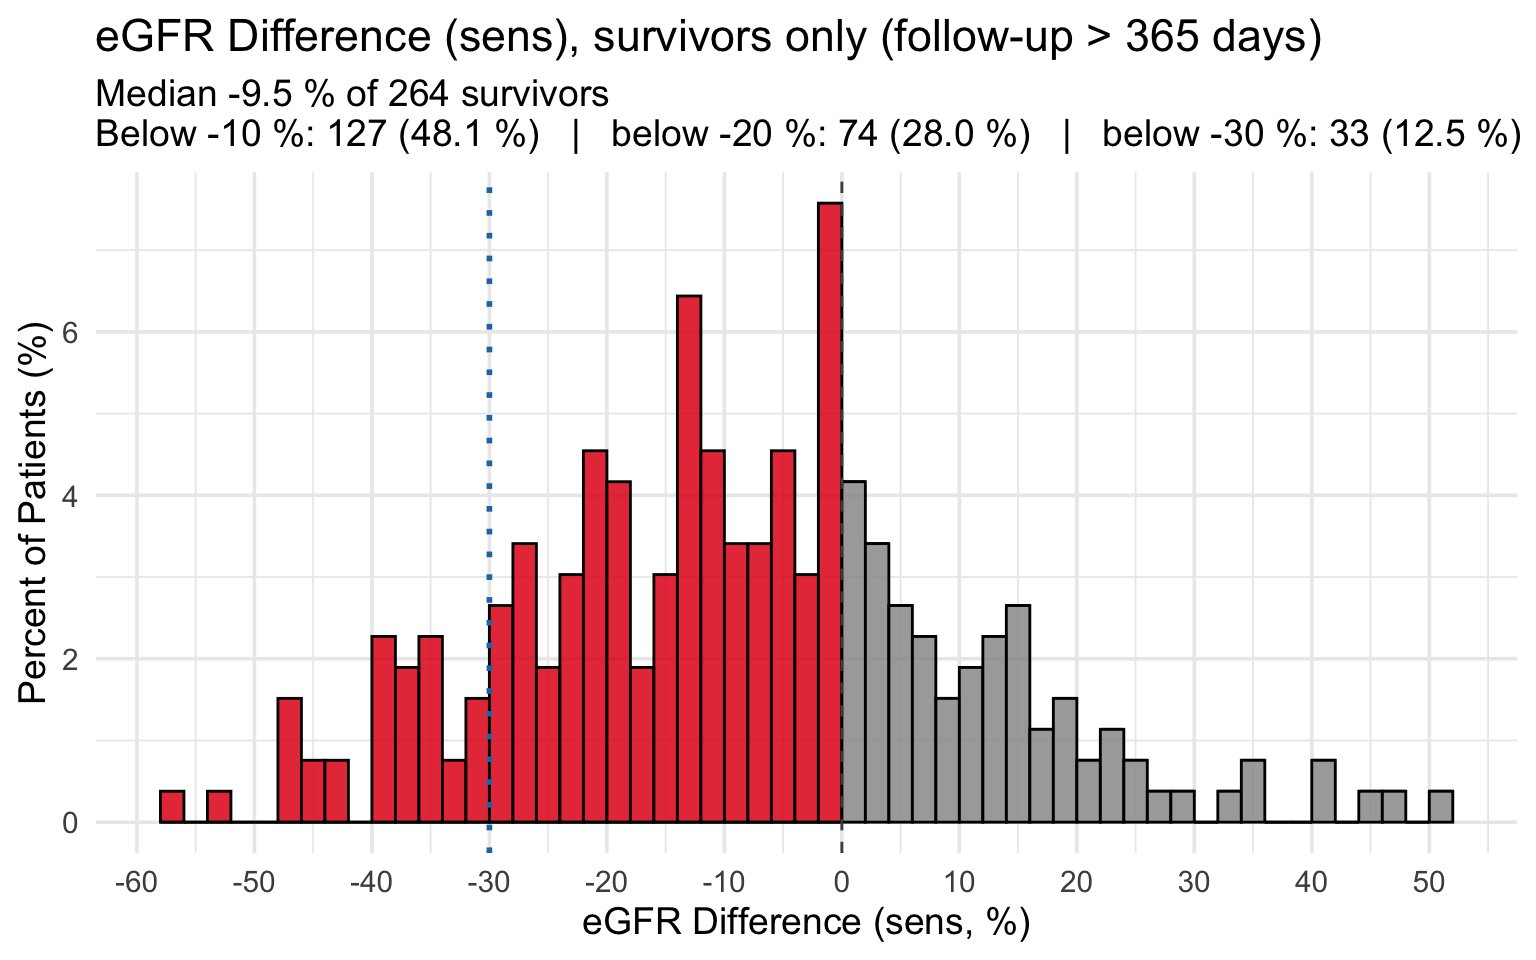 eGFR Difference (sens), survivors only (follow-up > 365 days)
Median -9.5 % of 264 survivors
Below -10 %: 127 (48.1 %)   |   below -20 %: 74 (28.0 %)   |   below -30 %: 33 (12.5 %)
Percent of Patients (%)
6
4
2
0
-60 -50 -40 -30 -20 -10 0 10 20 30 40 50
eGFR Difference (sens, %)